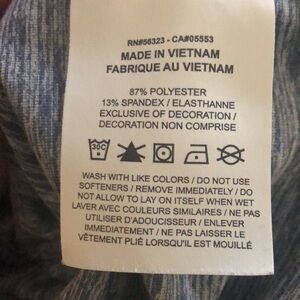 RN#56323 - CA#05553
MADE IN VIETNAM
FABRIQUE AU VIETNAM
87% POLYESTER
13% SPANDEX / ELASTHANNE
EXCLUSIVE OF DECORATION /
DECORATION NON COMPRISE
30C
WASH WITH LIKE COLORS / DO NOT USE
SOFTENERS / REMOVE IMMEDIATELY / DO
NOT ALLOW TO LAY ON ITSELF WHEN WET
LAVER AVEC COULEURS SIMILAIRES / NE PAS
UTILISER D'ADOUCISSEUR / ENLEVER
IMMÉDIATEMENT / NE PAS LAISSER LE
VÊTEMENT PLIÉ LORSQU'IL EST MOUILLÉ